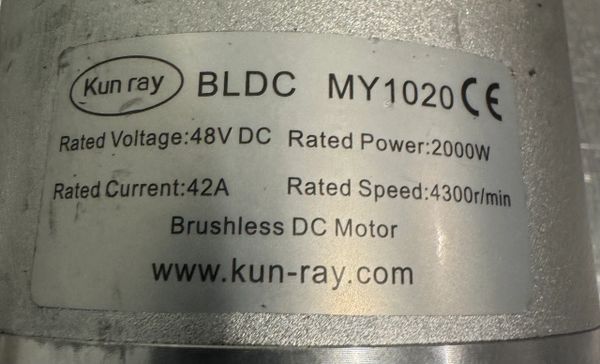 Kun ray BLDC MY1020 CE
Rated Voltage:48V DC Rated Power:2000W
Rated Current:42A Rated Speed:4300r/min
Brushless DC Motor
www.kun-ray.com